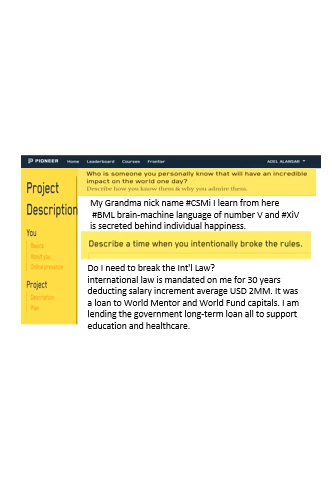 PIONEER Home Leaderboard Courses Frontier ADEL ALANSARI
Who is someone you personally know that will have an incredible
impact on the world one day?
Describe how you know them & why you admire them.
Project
Description
You
Basics
About you
Online presence
Project
Description
Plan
My Grandma nick name #CSMi I learn from here
#BML brain-machine language of number V and #XiV
is secreted behind individual happiness.
Describe a time when you intentionally broke the rules.
Do I need to break the Int'l Law?
international law is mandated on me for 30 years
deducting salary increment average USD 2MM. It was
a loan to World Mentor and World Fund capitals. I am
lending the government long-term loan all to support
education and healthcare.